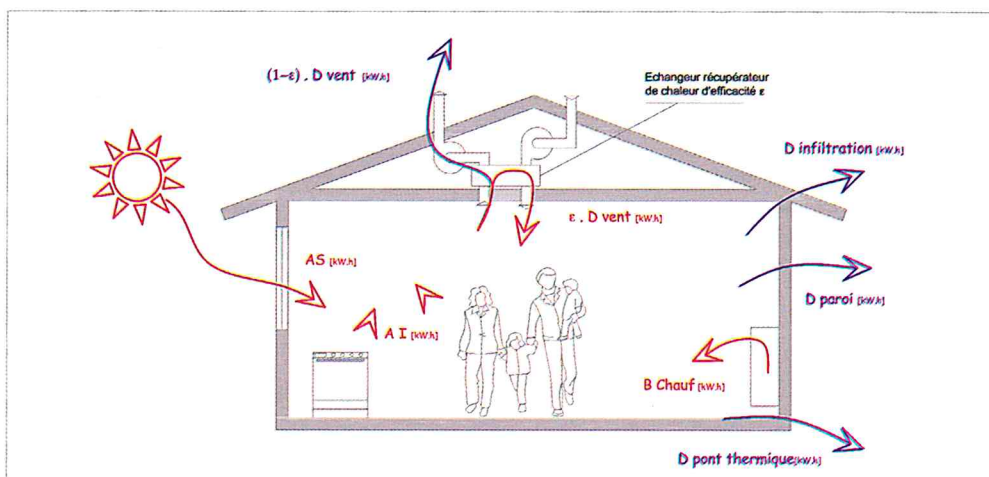 (1-ε) . D vent [kW.h]
Echangeur récupérateur
de chaleur d'efficacité ε
D infiltration [kW.h]
ε . D vent [kW.h]
AS [kW.h]
D paroi [kW.h]
A I [kW.h]
B Chauf [kW.h]
D pont thermique[kW.h]